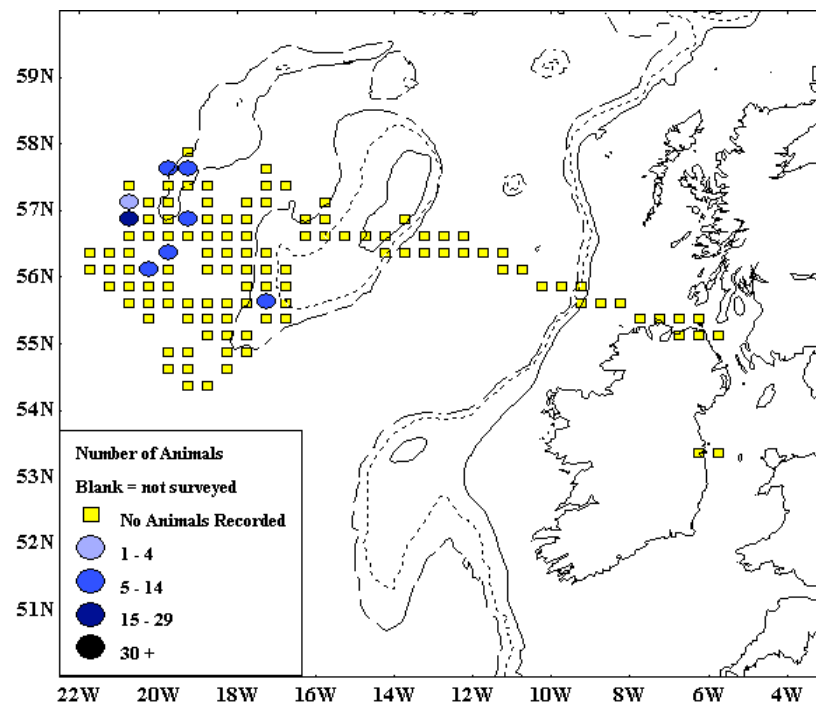 59N
58N
57N
56N
55N
54N
53N
52N
51N
Number of Animals
Blank = not surveyed
No Animals Recorded
1 - 4
5 - 14
15 - 29
30 +
22W 20W 18W 16W 14W 12W 10W 8W 6W 4W